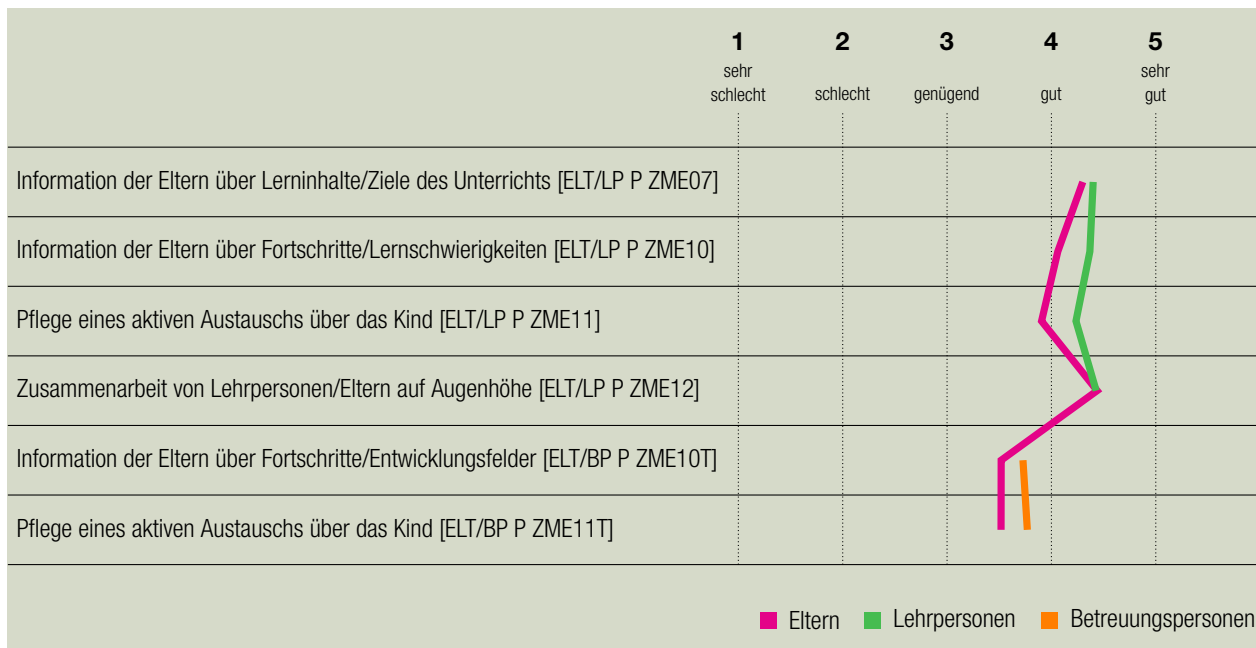 1 2 3 4 5
sehr schlecht schlecht genügend gut sehr gut
Information der Eltern über Lerninhalte/Ziele des Unterrichts [ELT/LP P ZME07]
Information der Eltern über Fortschritte/Lernschwierigkeiten [ELT/LP P ZME10]
Pflege eines aktiven Austauschs über das Kind [ELT/LP P ZME11]
Zusammenarbeit von Lehrpersonen/Eltern auf Augenhöhe [ELT/LP P ZME12]
Information der Eltern über Fortschritte/Entwicklungsfelder [ELT/BP P ZME10T]
Pflege eines aktiven Austauschs über das Kind [ELT/BP P ZME11T]
Eltern Lehrpersonen Betreuungspersonen